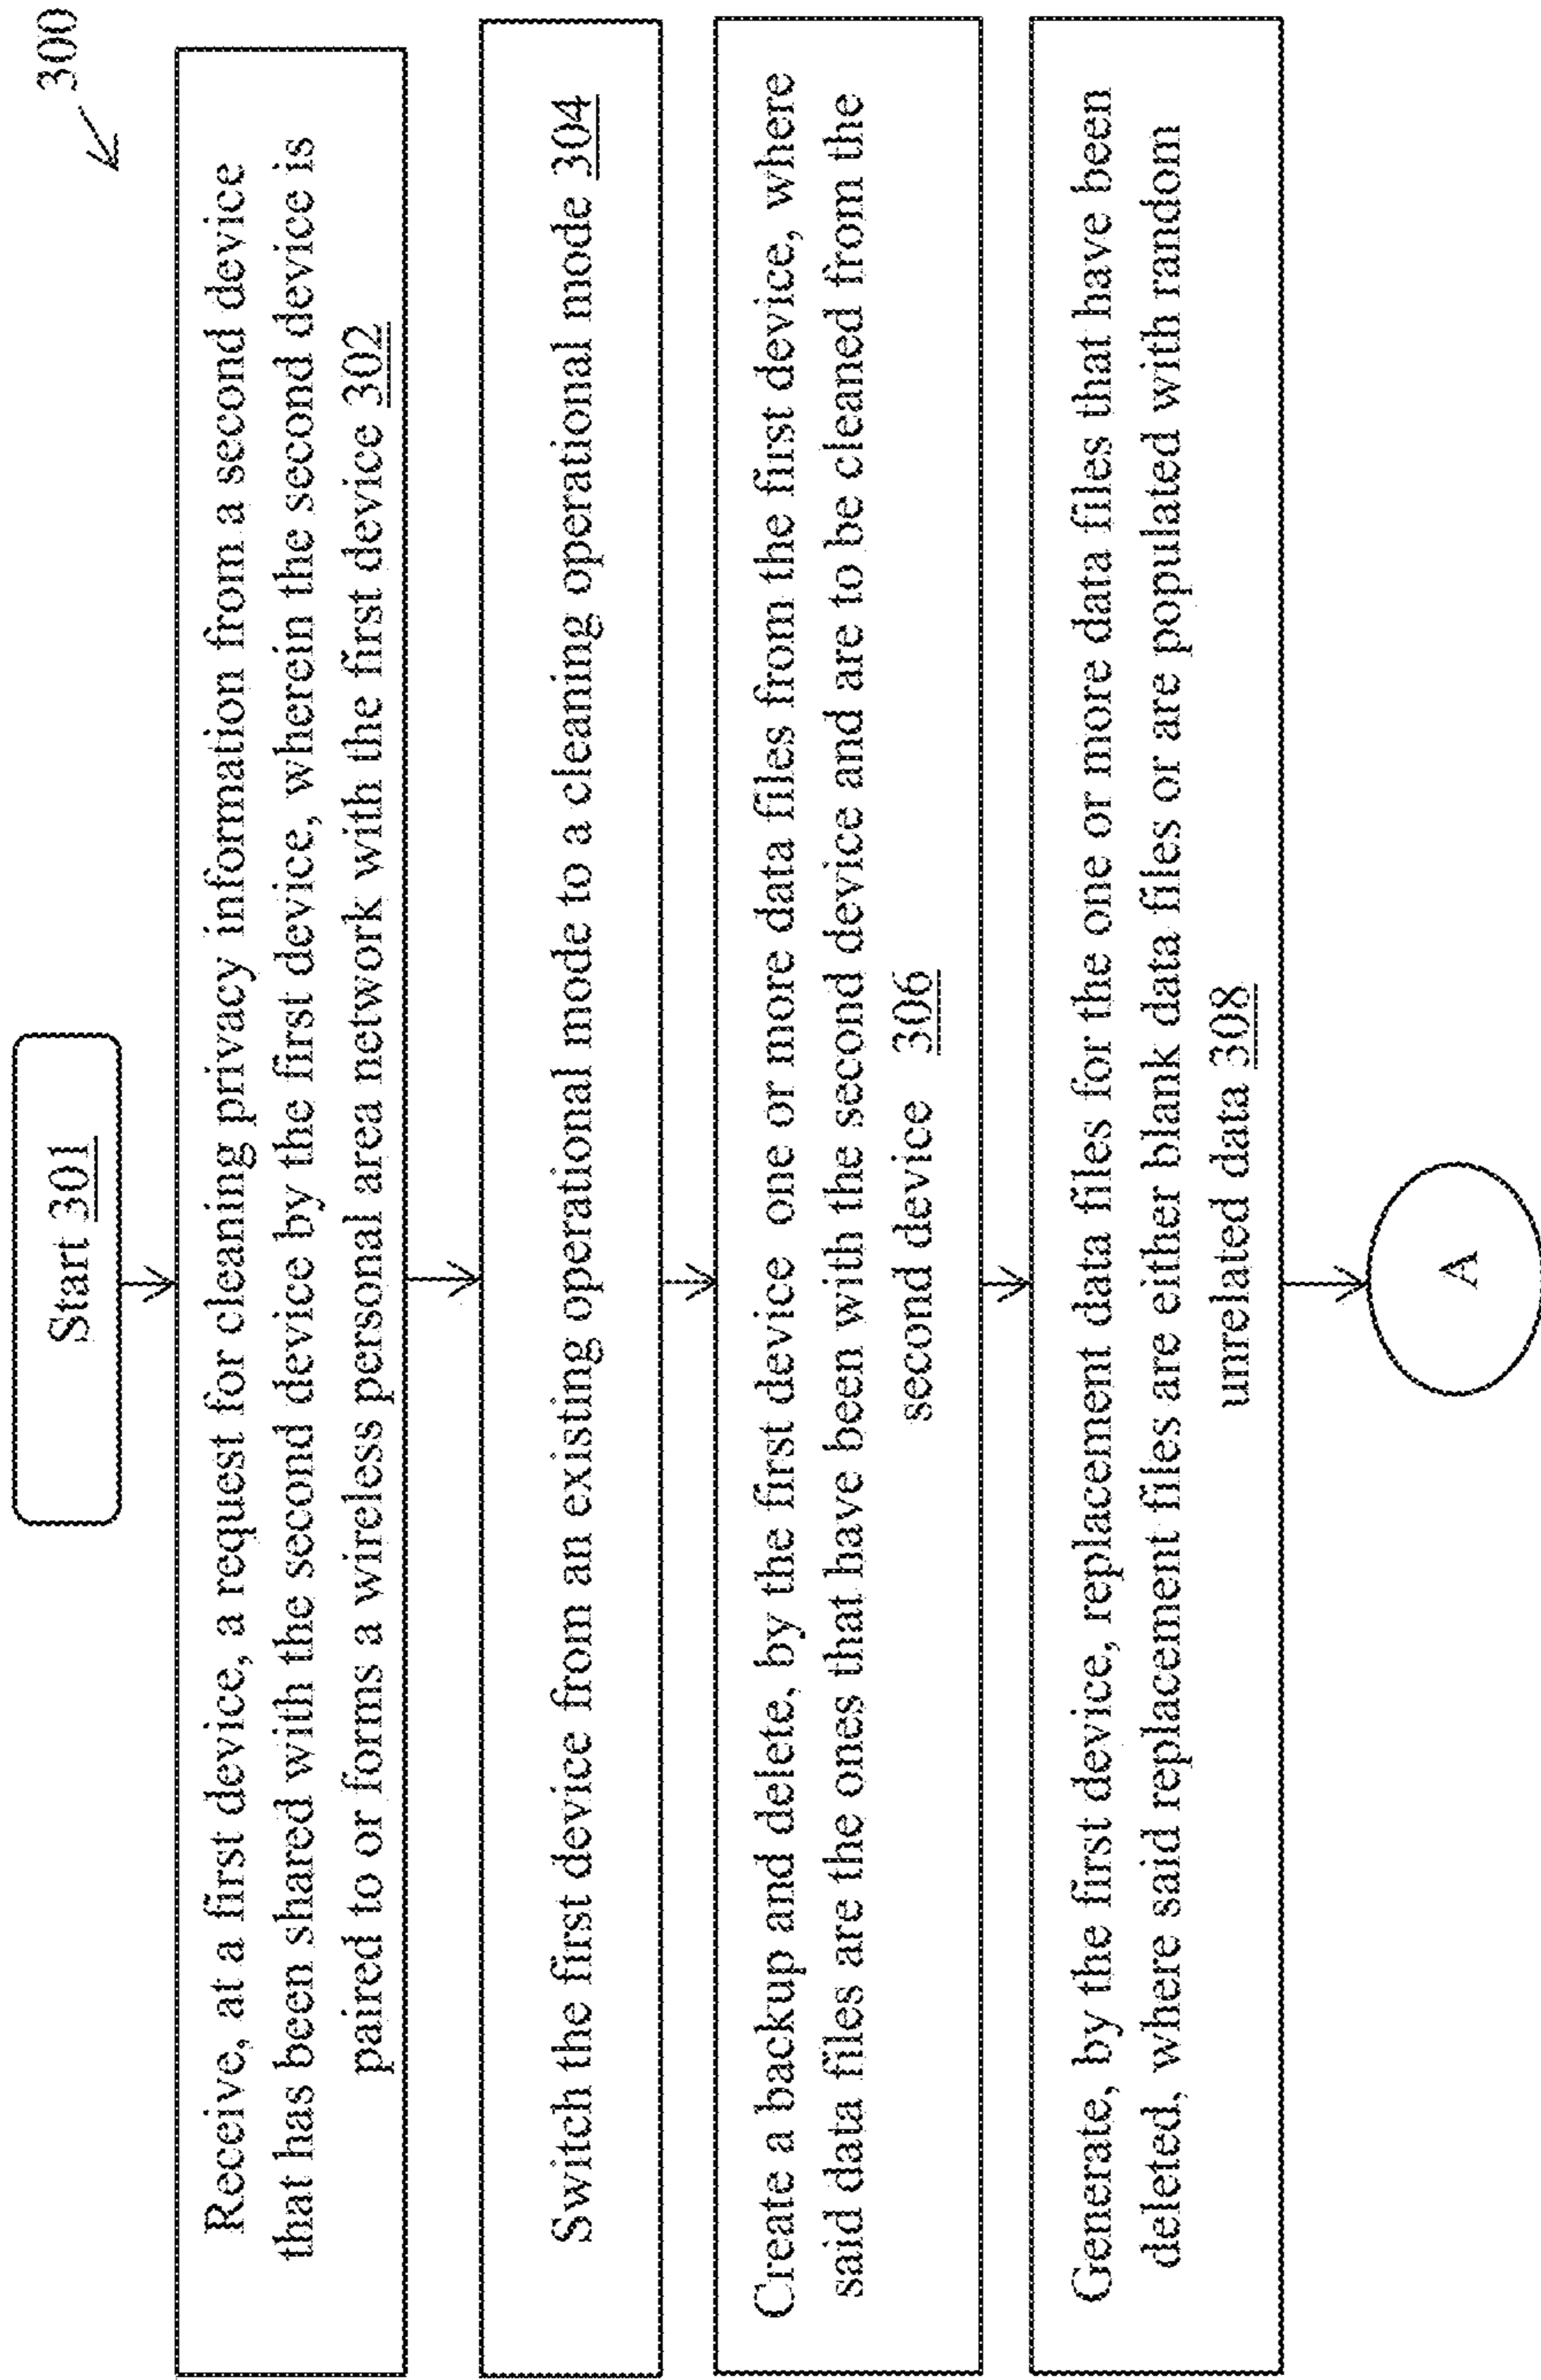 300
Start 301
Receive, at a first device, a request for cleaning privacy information from a second device
that has been shared with the second device by the first device, wherein the second device is
paired to or forms a wireless personal area network with the first device 302
Switch the first device from an existing operational mode to a cleaning operational mode 304
Create a backup and delete, by the first device one or more data files from the first device, where
said data files are the ones that have been with the second device and are to be cleaned from the
second device 306
Generate, by the first device, replacement data files for the one or more data files that have been
deleted, where said replacement files are either blank data files or are populated with random
unrelated data 308
A